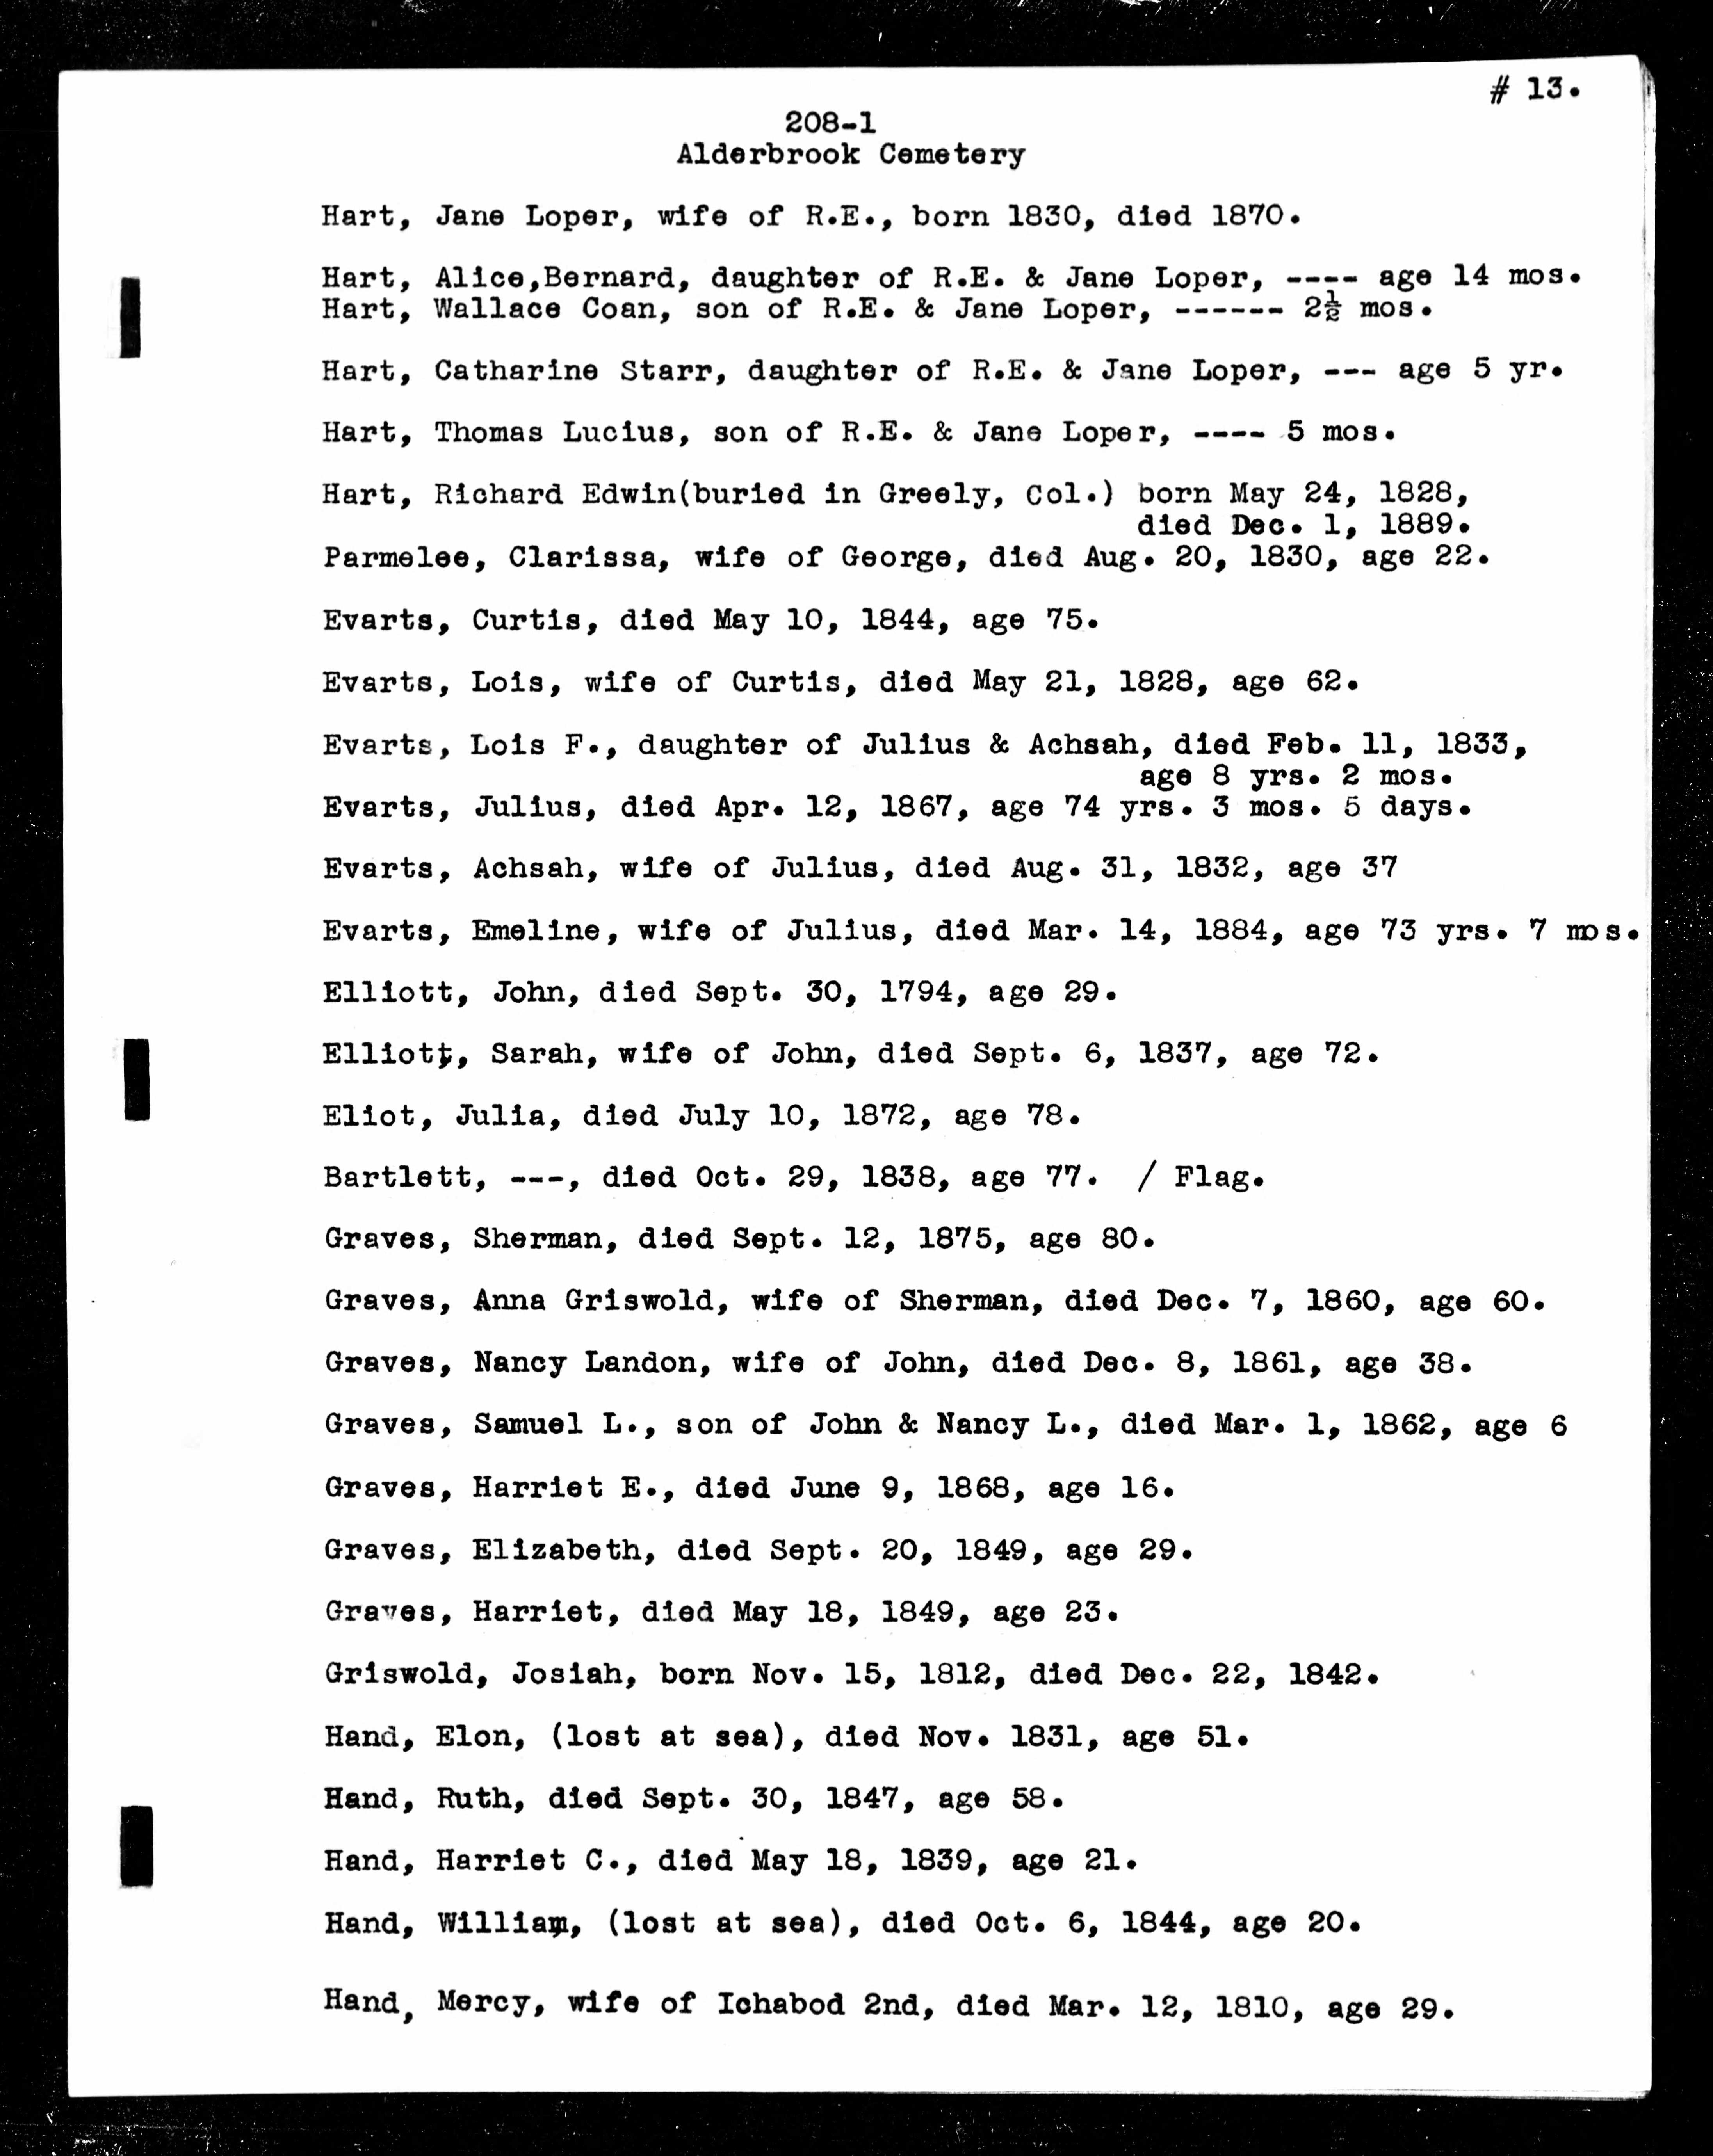 # 13.
208-1
Alderbrook Cemetery
Hart, Jane Loper, wife of R.E., born 1830, died 1870.
Hart, Alice,Bernard, daughter of R.E. & Jane Loper, ---- age 14 mos.
Hart, Wallace Coan, son of R.E. & Jane Loper, ------ 2½ mos.
Hart, Catharine Starr, daughter of R.E. & Jane Loper, --- age 5 yr.
Hart, Thomas Lucius, son of R.E. & Jane Loper, ---- 5 mos.
Hart, Richard Edwin(buried in Greely, Col.) born May 24, 1828,
died Dec. 1, 1889.
Parmelee, Clarissa, wife of George, died Aug. 20, 1830, age 22.
Evarts, Curtis, died May 10, 1844, age 75.
Evarts, Lois, wife of Curtis, died May 21, 1828, age 62.
Evarts, Lois F., daughter of Julius & Achsah, died Feb. 11, 1833,
age 8 yrs. 2 mos.
Evarts, Julius, died Apr. 12, 1867, age 74 yrs. 3 mos. 5 days.
Evarts, Achsah, wife of Julius, died Aug. 31, 1832, age 37
Evarts, Emeline, wife of Julius, died Mar. 14, 1884, age 73 yrs. 7 mos.
Elliott, John, died Sept. 30, 1794, age 29.
Elliott, Sarah, wife of John, died Sept. 6, 1837, age 72.
Eliot, Julia, died July 10, 1872, age 78.
Bartlett, ---, died Oct. 29, 1838, age 77. / Flag.
Graves, Sherman, died Sept. 12, 1875, age 80.
Graves, Anna Griswold, wife of Sherman, died Dec. 7, 1860, age 60.
Graves, Nancy Landon, wife of John, died Dec. 8, 1861, age 38.
Graves, Samuel L., son of John & Nancy L., died Mar. 1, 1862, age 6
Graves, Harriet E., died June 9, 1868, age 16.
Graves, Elizabeth, died Sept. 20, 1849, age 29.
Graves, Harriet, died May 18, 1849, age 23.
Griswold, Josiah, born Nov. 15, 1812, died Dec. 22, 1842.
Hand, Elon, (lost at sea), died Nov. 1831, age 51.
Hand, Ruth, died Sept. 30, 1847, age 58.
Hand, Harriet C., died May 18, 1839, age 21.
Hand, William, (lost at sea), died Oct. 6, 1844, age 20.
Hand, Mercy, wife of Ichabod 2nd, died Mar. 12, 1810, age 29.